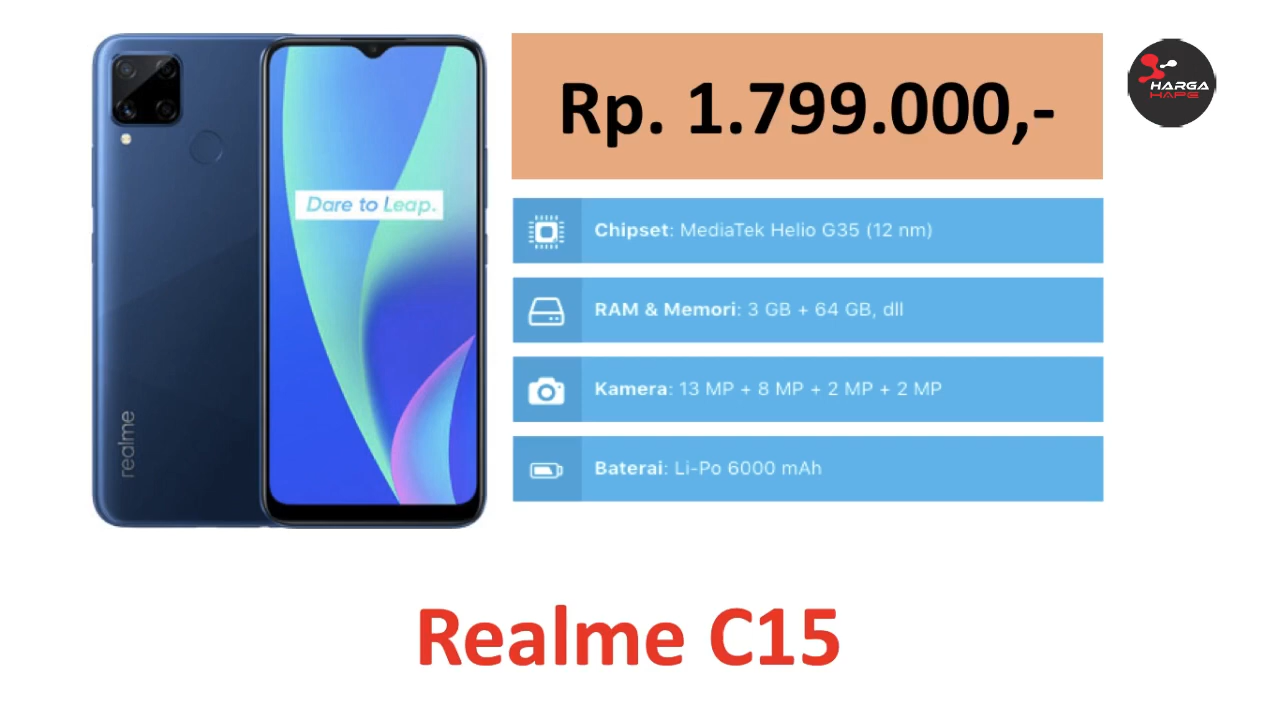 Rp. 1.799.000,-
HARGA
HAPE
Dare to Leap.
Chipset: MediaTek Helio G35 (12 nm)
RAM & Memori: 3 GB + 64 GB, dll
Kamera: 13 MP + 8 MP + 2 MP + 2 MP
Baterai: Li-Po 6000 mAh
realme
Realme C15